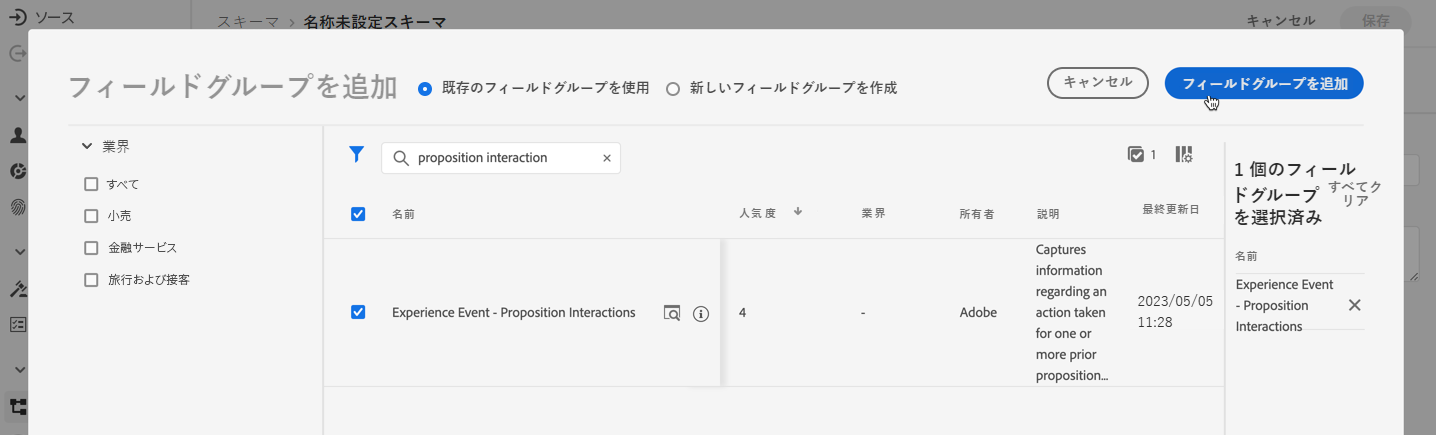 ソース
スキーマ › 名称未設定スキーマ
キャンセル
保存
フィールドグループを追加
既存のフィールドグループを使用
新しいフィールドグループを作成
キャンセル
フィールドグループを追加
業界
すべて
小売
金融サービス
旅行および接客
proposition interaction
1
名前
人気度
業界
所有者
説明
最終更新日
Experience Event - Proposition Interactions
4
-
Adobe
Captures
information
regarding an
action taken
for one or
more prior
proposition…
2023/05/05
11:28
1 個のフィール
ドグループ
を選択済み
すべてク
リア
名前
Experience Event
- Proposition
Interactions